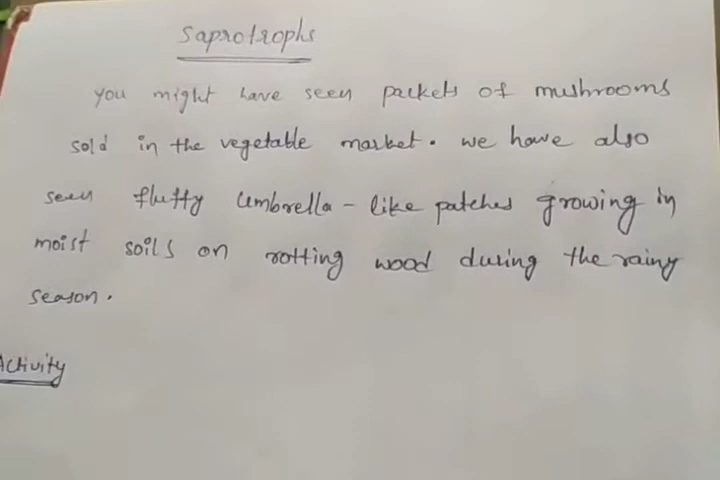 Saprotrophs
you might have seen packets of mushrooms
sold in the vegetable market. we have also
seen fluffy umbrella - like patches growing in
moist soils on rotting wood during the rainy
season.
Activity